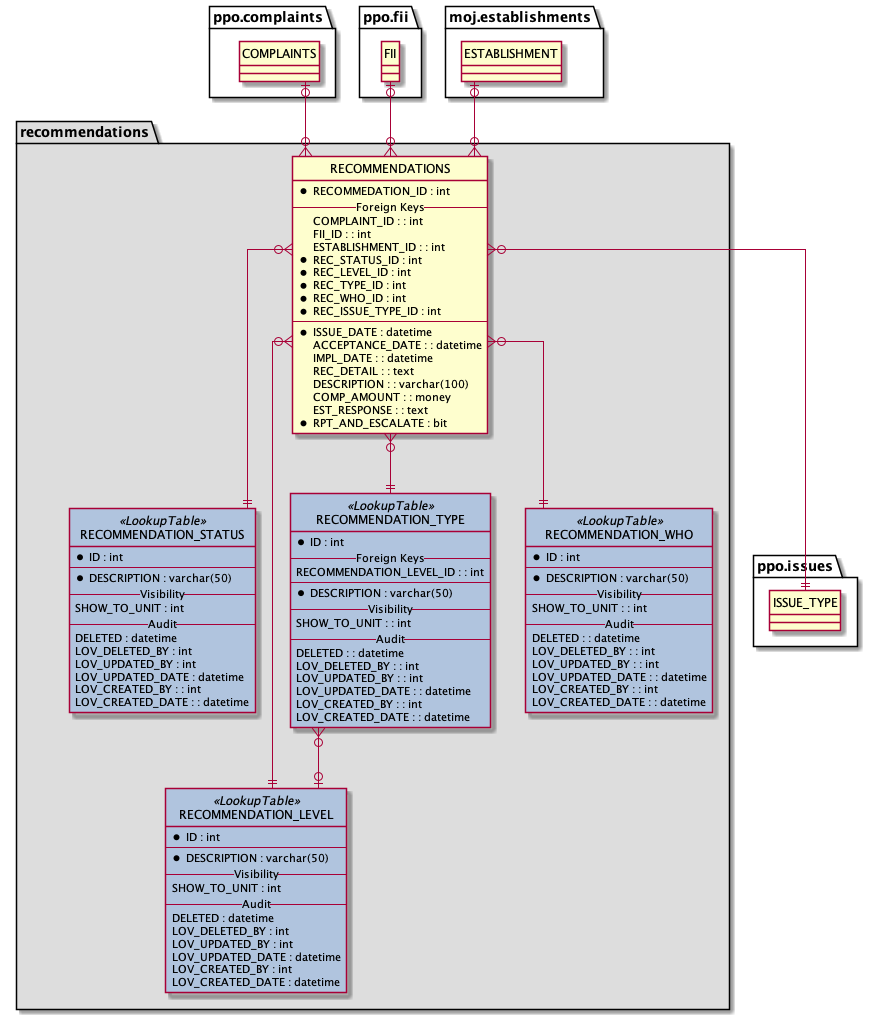 ppo.complaints
COMPLAINTS
ppo.fii
FII
moj.establishments
ESTABLISHMENT
recommendations
RECOMMENDATIONS
RECOMMEDATION_ID : int
Foreign Keys
COMPLAINT_ID : : int
FII_ID : : int
ESTABLISHMENT_ID : : int
REC_STATUS_ID : int
REC_LEVEL_ID : int
REC_TYPE_ID : int
REC_WHO_ID : int
REC_ISSUE_TYPE_ID : int
ISSUE_DATE : datetime
ACCEPTANCE_DATE : : datetime
IMPL_DATE : : datetime
REC_DETAIL : : text
DESCRIPTION : : varchar(100)
COMP_AMOUNT : : money
EST_RESPONSE : : text
RPT_AND_ESCALATE : bit
«LookupTable»
RECOMMENDATION_STATUS
ID : int
DESCRIPTION : varchar(50)
Visibility
SHOW_TO_UNIT : int
Audit
DELETED : datetime
LOV_DELETED_BY : int
LOV_UPDATED_BY : int
LOV_UPDATED_DATE : datetime
LOV_CREATED_BY : : int
LOV_CREATED_DATE : : datetime
«LookupTable»
RECOMMENDATION_TYPE
ID : int
Foreign Keys
RECOMMENDATION_LEVEL_ID : : int
DESCRIPTION : varchar(50)
Visibility
SHOW_TO_UNIT : : int
Audit
DELETED : : datetime
LOV_DELETED_BY : : int
LOV_UPDATED_BY : : int
LOV_UPDATED_DATE : : datetime
LOV_CREATED_BY : : int
LOV_CREATED_DATE : : datetime
«LookupTable»
RECOMMENDATION_WHO
ID : int
DESCRIPTION : varchar(50)
Visibility
SHOW_TO_UNIT : : int
Audit
DELETED : : datetime
LOV_DELETED_BY : : int
LOV_UPDATED_BY : : int
LOV_UPDATED_DATE : : datetime
LOV_CREATED_BY : : int
LOV_CREATED_DATE : : datetime
ppo.issues
ISSUE_TYPE
«LookupTable»
RECOMMENDATION_LEVEL
ID : int
DESCRIPTION : varchar(50)
Visibility
SHOW_TO_UNIT : int
Audit
DELETED : datetime
LOV_DELETED_BY : int
LOV_UPDATED_BY : int
LOV_UPDATED_DATE : datetime
LOV_CREATED_BY : int
LOV_CREATED_DATE : datetime